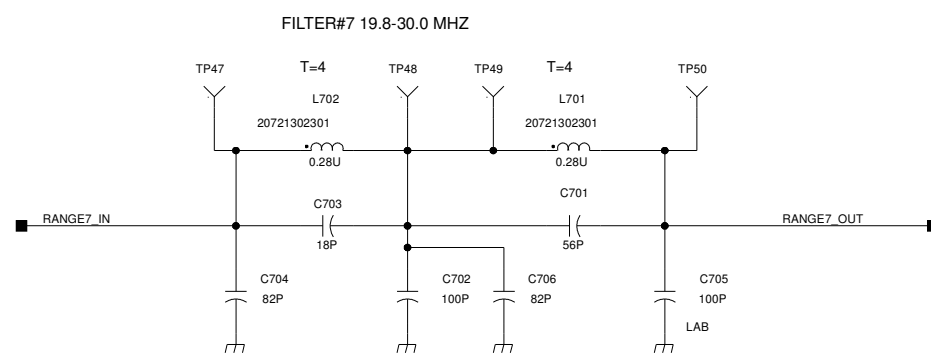 FILTER#7 19.8-30.0 MHZ
TP47
T=4
TP48
TP49
T=4
TP50
L702
L701
20721302301
20721302301
0.28U
0.28U
C703
C701
RANGE7_IN
RANGE7_OUT
18P
56P
C704
C702
C706
C705
82P
100P
82P
100P
LAB